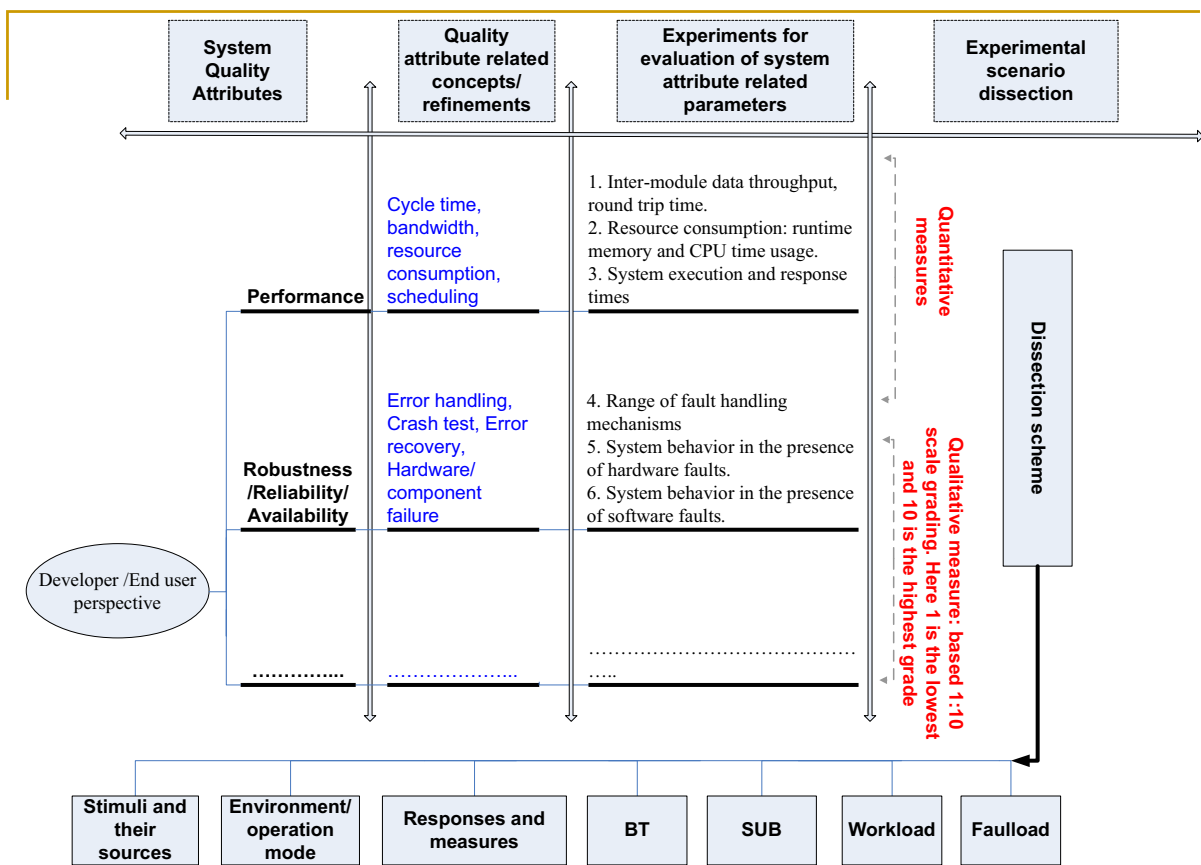 System
Quality
Attributes
Quality
attribute related
concepts/
refinements
Experiments for
evaluation of system
attribute related
parameters
Experimental
scenario
dissection
Performance
Cycle time,
bandwidth,
resource
consumption,
scheduling
1. Inter-module data throughput,
round trip time.
2. Resource consumption: runtime
memory and CPU time usage.
3. System execution and response
times
Quantitative
measures
Dissection scheme
Robustness
/Reliability/
Availability
Error handling,
Crash test, Error
recovery,
Hardware/
component
failure
4. Range of fault handling
mechanisms
5. System behavior in the presence
of hardware faults.
6. System behavior in the presence
of software faults.
Qualitative measure: based 1:10
scale grading. Here 1 is the lowest
and 10 is the highest grade
Developer /End user
perspective
…………...
………………...
……………………………………
…..
Stimuli and
their
sources
Environment/
operation
mode
Responses and
measures
BT
SUB
Workload
Faulload